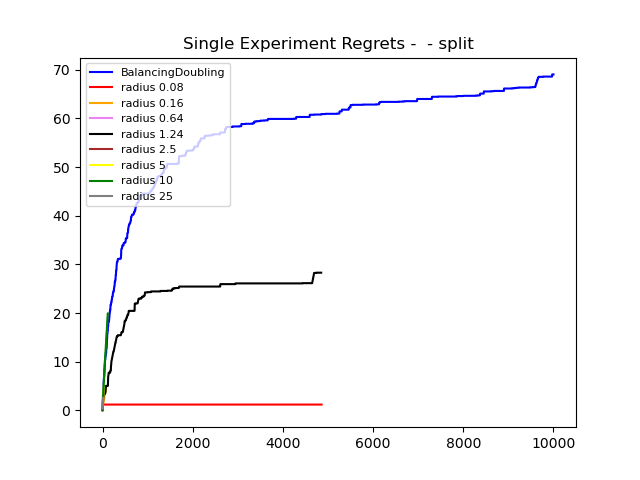 Single Experiment Regrets -  - split
70
60
50
40
30
20
10
0
BalancingDoubling
radius 0.08
radius 0.16
radius 0.64
radius 1.24
radius 2.5
radius 5
radius 10
radius 25
0 2000 4000 6000 8000 10000